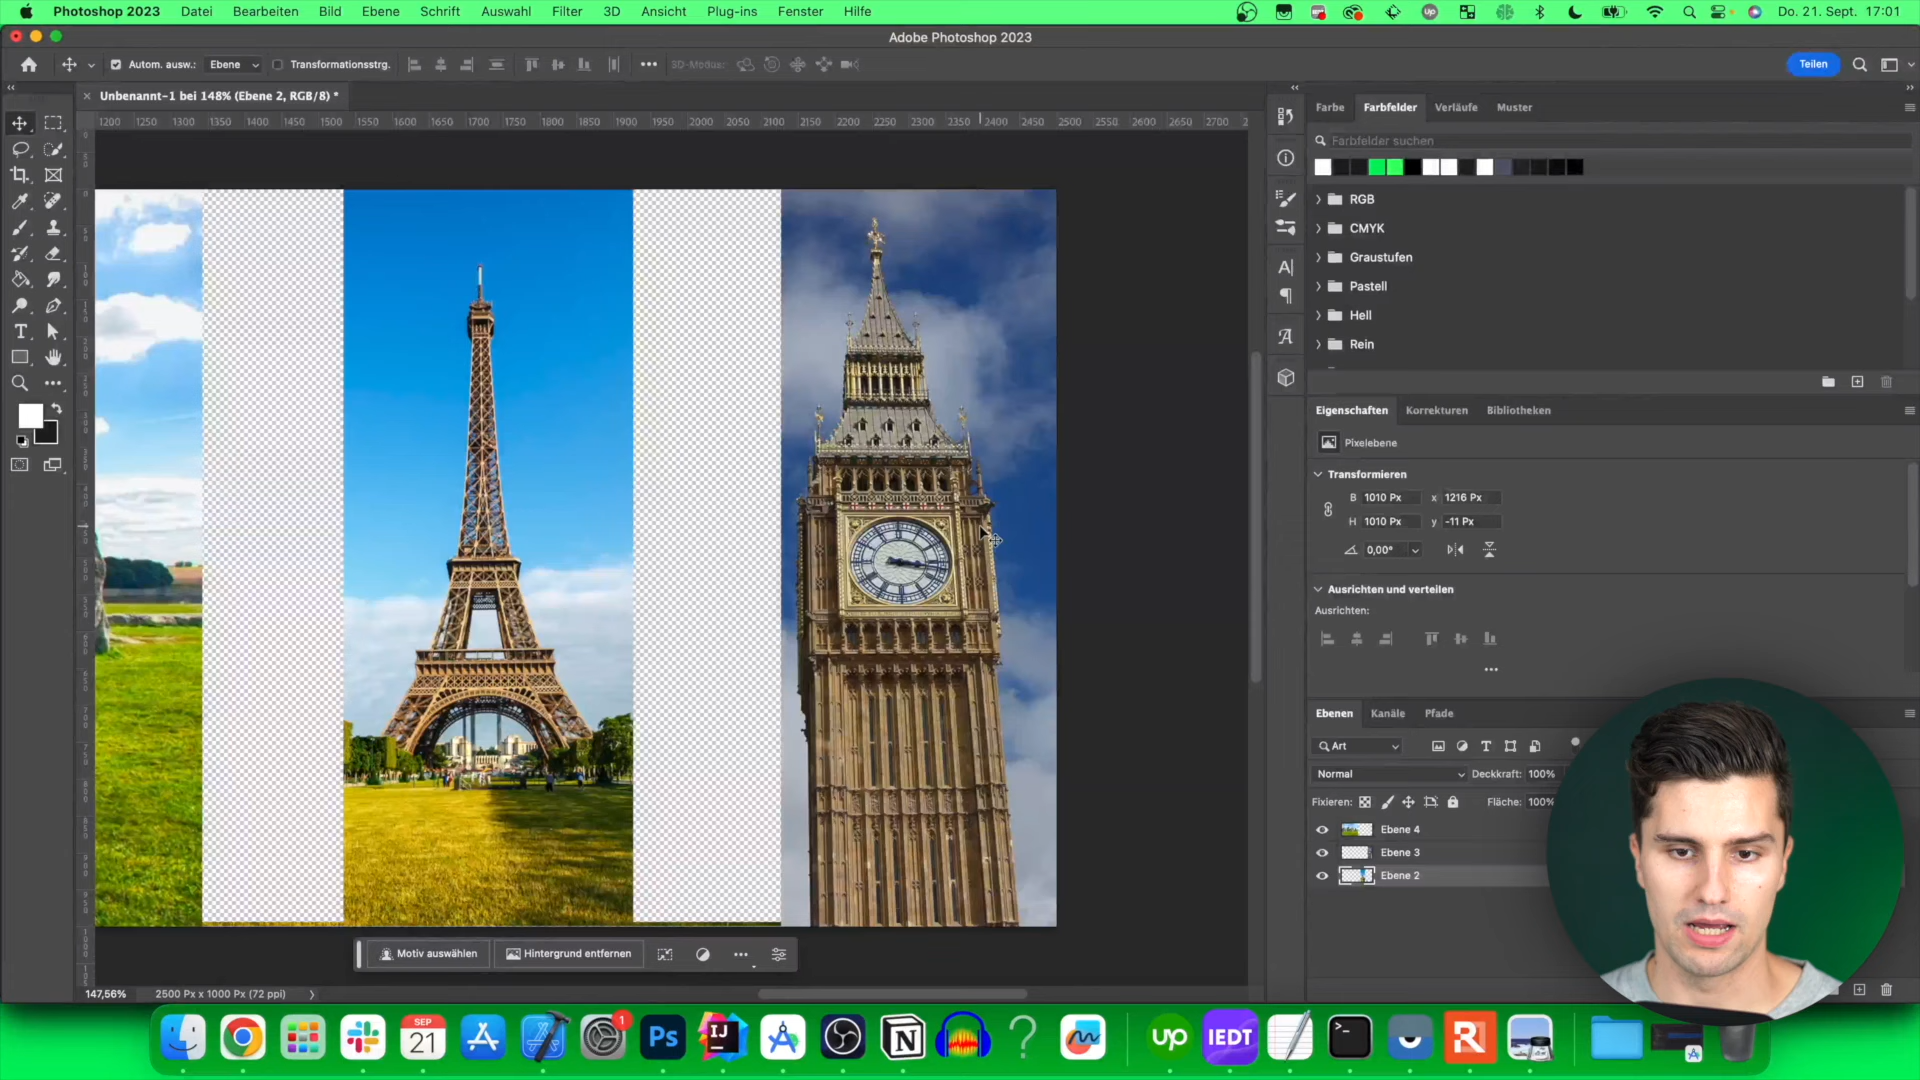 Photoshop 2023 Datei Bearbeiten Bild Ebene Schrift Auswahl Filter 3D Ansicht Plug-ins Fenster Hilfe Do. 21. Sept. 17:01
Adobe Photoshop 2023
Autom. ausw.: Ebene Transformationsstrg. 3D-Modus: Teilen
Unbenannt-1 bei 148% (Ebene 2, RGB/8) *
1200 1250 1300 1350 1400 1450 1500 1550 1600 1650 1700 1750 1800 1850 1900 1950 2000 2050 2100 2150 2200 2250 2300 2350 2400 2450 2500 2550 2600 2650 2700 2
Farbe Farbfelder Verläufe Muster
Farbfelder suchen
RGB
CMYK
Graustufen
Pastell
Hell
Rein
Eigenschaften Korrekturen Bibliotheken
Pixelebene
Transformieren
B 1010 Px x 1216 Px
H 1010 Px y -11 Px
0,00°
Ausrichten und verteilen
Ausrichten:
Ebenen Kanäle Pfade
Art
Normal Deckkraft: 100%
Fixieren: Fläche: 100%
Ebene 4
Ebene 3
Ebene 2
Motiv auswählen Hintergrund entfernen
147,56% 2500 Px x 1000 Px (72 ppi)
SEP
21
1
Ps
IJ
up
IEDT